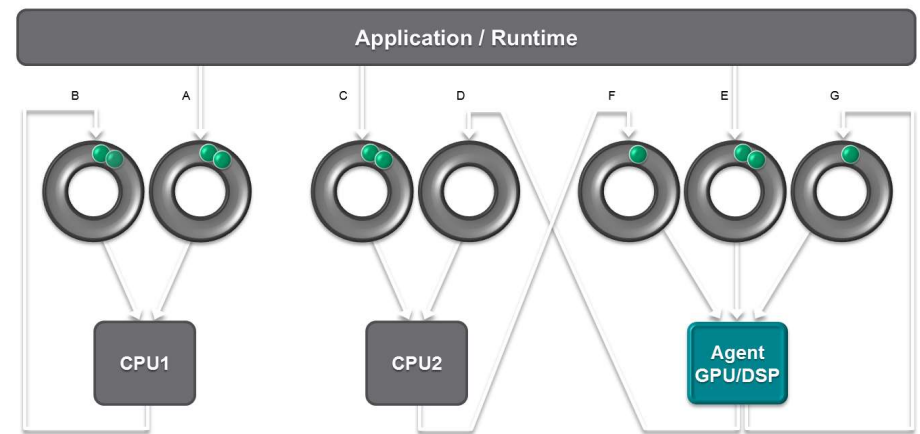 Application / Runtime
B
A
C
D
F
E
G
CPU1
CPU2
Agent
GPU/DSP